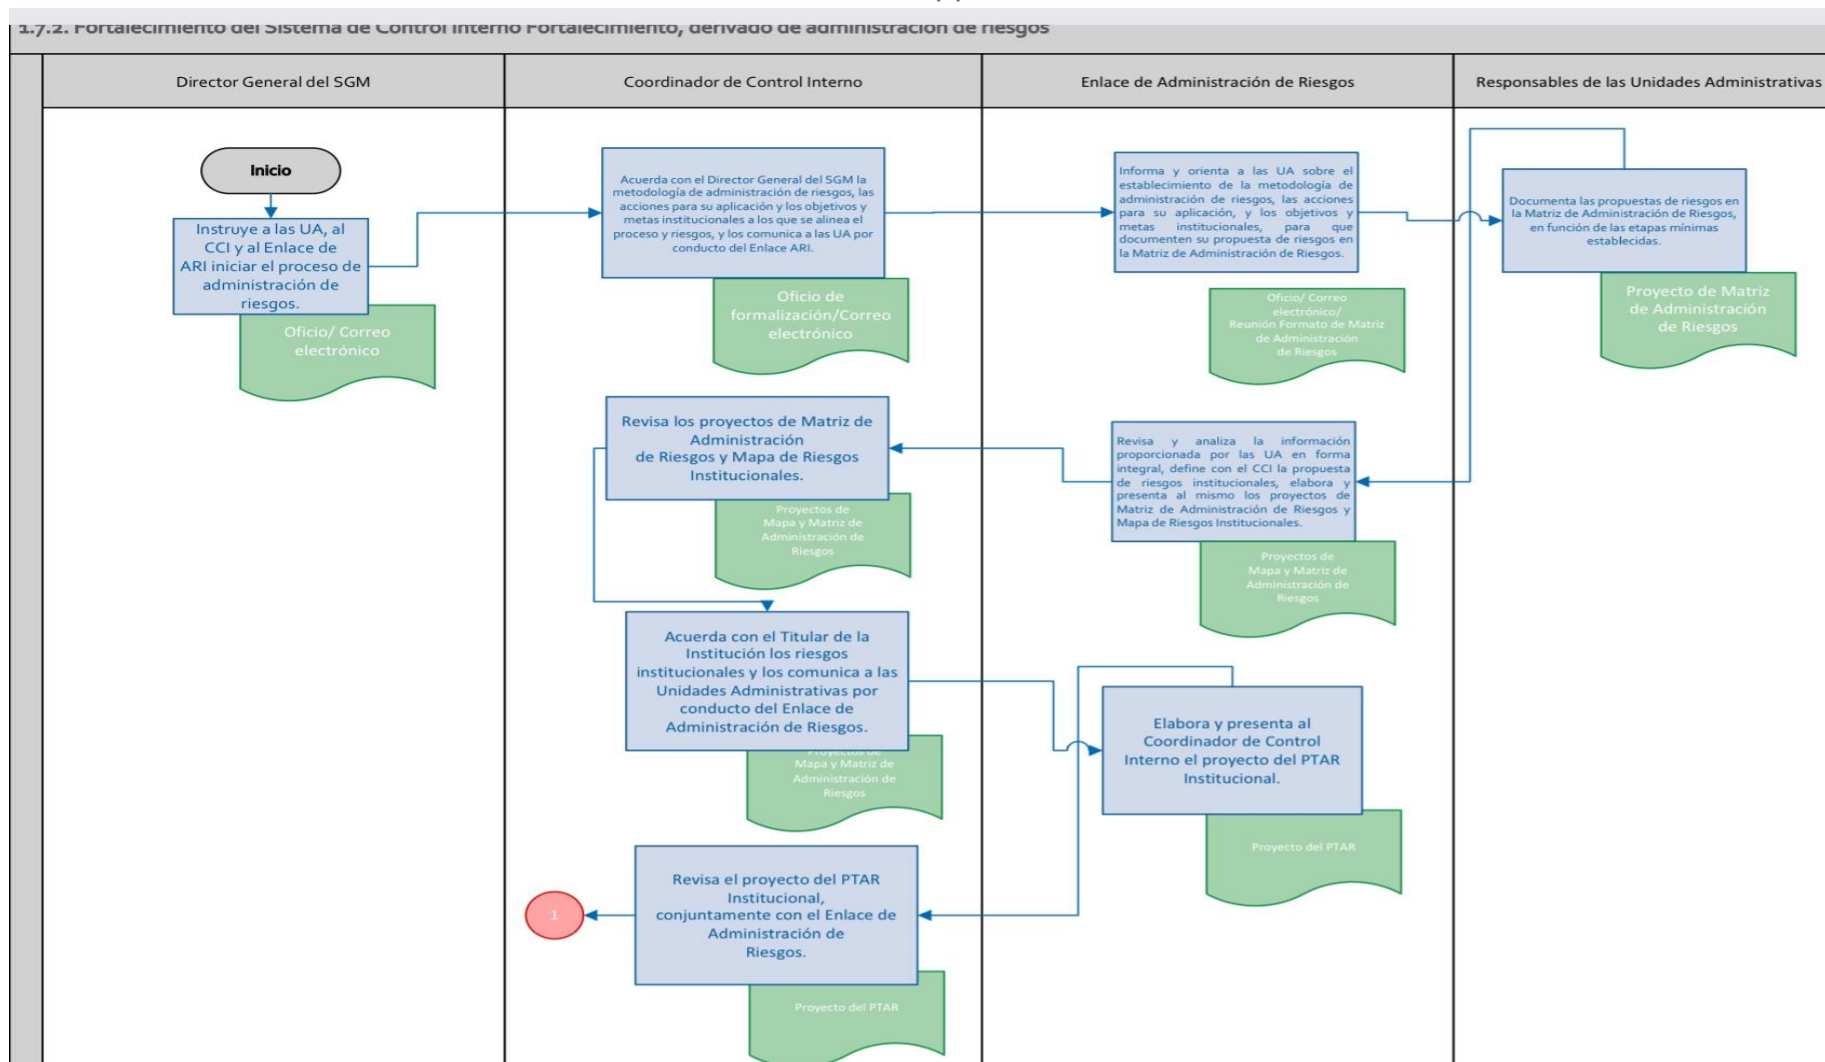 1.7.2. Fortalecimiento del Sistema de Control Interno Fortalecimiento, derivado de administración de riesgos
Director General del SGM
Coordinador de Control Interno
Enlace de Administración de Riesgos
Responsables de las Unidades Administrativas
Inicio
Instruye a las UA, al
CCI y al Enlace de
ARI iniciar el proceso de
administración de
riesgos.
Oficio/ Correo
electrónico
Acuerda con el Director General del SGM la
metodología de administración de riesgos, las
acciones para su aplicación y los objetivos y
metas institucionales a los que se alinea el
proceso y riesgos, y los comunica a las UA por
conducto del Enlace ARI.
Oficio de
formalización/Correo
electrónico
Informa y orienta a las UA sobre el
establecimiento de la metodología de
administración de riesgos, las acciones
para su aplicación, y los objetivos y
metas institucionales, para que
documenten su propuesta de riesgos en
la Matriz de Administración de Riesgos.
Oficio/ Correo
electrónico/
Reunión Formato de Matriz
de Administración
de Riesgos
Documenta las propuestas de riesgos en
la Matriz de Administración de Riesgos,
en función de las etapas mínimas
establecidas.
Proyecto de Matriz
de Administración
de Riesgos
Revisa y analiza la información
proporcionada por las UA en forma
integral, define con el CCI la propuesta
de riesgos institucionales, elabora y
presenta al mismo los proyectos de
Matriz de Administración de Riesgos y
Mapa de Riesgos Institucionales.
Proyectos de
Mapa y Matriz de
Administración de
Riesgos
Revisa los proyectos de Matriz de
Administración
de Riesgos y Mapa de Riesgos
Institucionales.
Proyectos de
Mapa y Matriz de
Administración de
Riesgos
Acuerda con el Titular de la
Institución los riesgos
institucionales y los comunica a las
Unidades Administrativas por
conducto del Enlace de
Administración de Riesgos.
Proyectos de
Mapa y Matriz de
Administración de
Riesgos
Elabora y presenta al
Coordinador de Control
Interno el proyecto del PTAR
Institucional.
Proyecto del PTAR
Revisa el proyecto del PTAR
Institucional,
conjuntamente con el Enlace de
Administración de
Riesgos.
Proyecto del PTAR
1